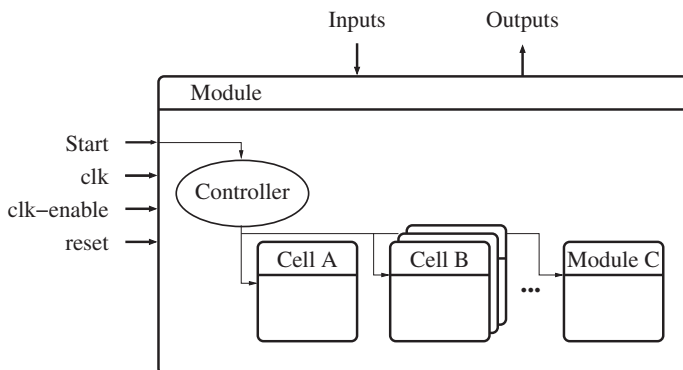 Inputs
Outputs
Module
Start
clk
Controller
clk−enable
reset
Cell A
Cell B
Module C
...